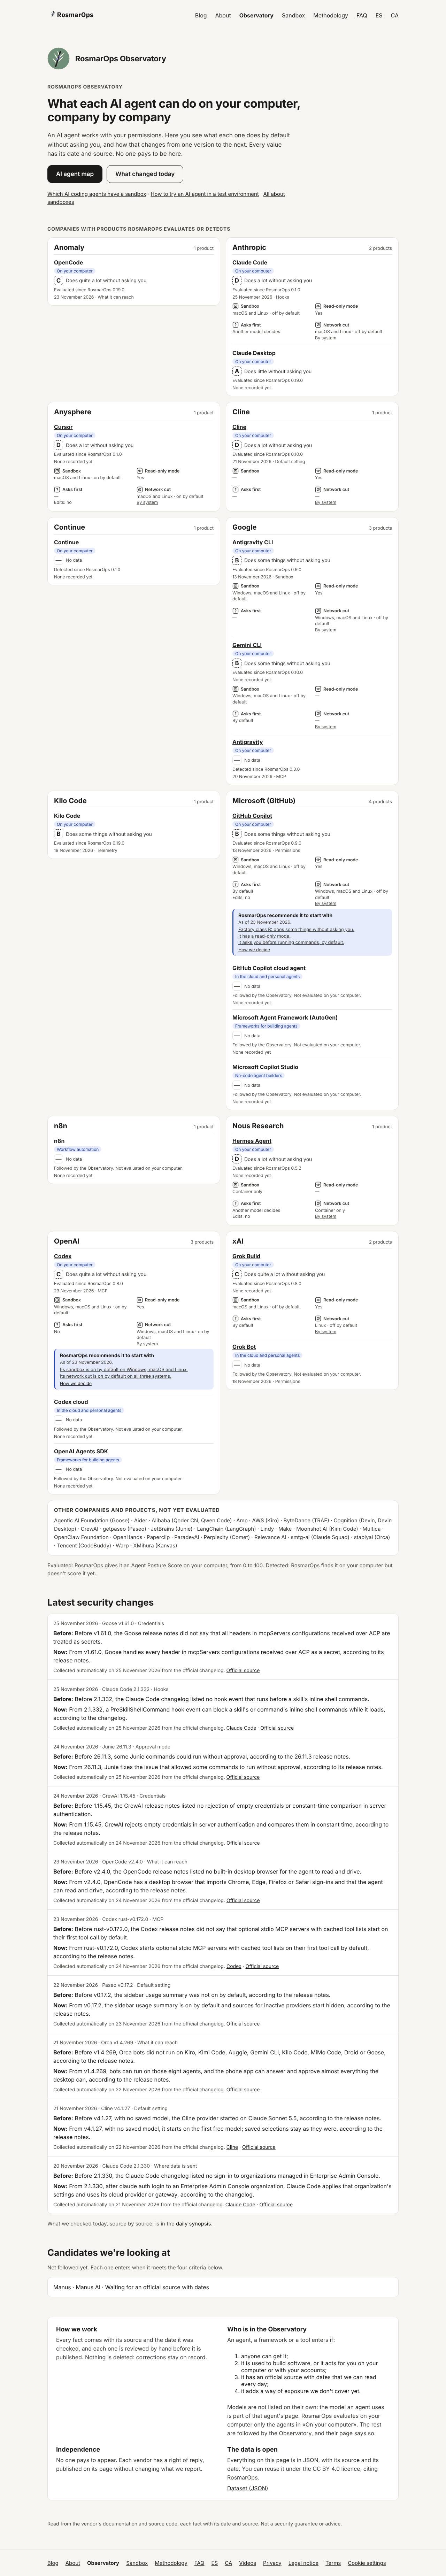 RosmarOps
Blog About Observatory Sandbox Methodology FAQ ES CA
RosmarOps Observatory
ROSMAROPS OBSERVATORY
What each AI agent can do on your computer,
company by company
An AI agent works with your permissions. Here you see what each one does by default
without asking you, and how that changes from one version to the next. Every value
has its date and source. No one pays to be here.
AI agent map What changed today
Which AI coding agents have a sandbox · How to try an AI agent in a test environment · All about
sandboxes
COMPANIES WITH PRODUCTS ROSMAROPS EVALUATES OR DETECTS
Anomaly 1 product
OpenCode
On your computer
C Does quite a lot without asking you
Evaluated since RosmarOps 0.19.0
23 November 2026 · What it can reach
Anthropic 2 products
Claude Code
On your computer
D Does a lot without asking you
Evaluated since RosmarOps 0.1.0
25 November 2026 · Hooks
Sandbox
macOS and Linux · off by default
Read-only mode
Yes
Asks first
Another model decides
Network cut
macOS and Linux · off by default
By system
Claude Desktop
On your computer
A Does little without asking you
Evaluated since RosmarOps 0.19.0
None recorded yet
Anysphere 1 product
Cursor
On your computer
D Does a lot without asking you
Evaluated since RosmarOps 0.1.0
None recorded yet
Sandbox
macOS and Linux · on by default
Read-only mode
Yes
Asks first
—
Edits: no
Network cut
macOS and Linux · on by default
By system
Cline 1 product
Cline
On your computer
D Does a lot without asking you
Evaluated since RosmarOps 0.10.0
21 November 2026 · Default setting
Sandbox
—
Read-only mode
Yes
Asks first
—
Network cut
—
By system
Continue 1 product
Continue
On your computer
— No data
Detected since RosmarOps 0.1.0
None recorded yet
Google 3 products
Antigravity CLI
On your computer
B Does some things without asking you
Evaluated since RosmarOps 0.9.0
13 November 2026 · Sandbox
Sandbox
Windows, macOS and Linux · off by
default
Read-only mode
Yes
Asks first
—
Network cut
Windows, macOS and Linux · off by
default
By system
Gemini CLI
On your computer
B Does some things without asking you
Evaluated since RosmarOps 0.10.0
None recorded yet
Sandbox
Windows, macOS and Linux · off by
default
Read-only mode
—
Asks first
By default
Network cut
—
By system
Antigravity
On your computer
— No data
Detected since RosmarOps 0.3.0
20 November 2026 · MCP
Kilo Code 1 product
Kilo Code
On your computer
B Does some things without asking you
Evaluated since RosmarOps 0.19.0
18 November 2026 · Telemetry
Microsoft (GitHub) 4 products
GitHub Copilot
On your computer
B Does some things without asking you
Evaluated since RosmarOps 0.9.0
13 November 2026 · Permissions
Sandbox
Windows, macOS and Linux · off by
default
Read-only mode
Yes
Asks first
By default
Edits: no
Network cut
Windows, macOS and Linux · off by
default
By system
RosmarOps recommends it to start with
As of 23 November 2026.
Factory class B: does some things without asking you.
It has a read-only mode.
It asks you before running commands, by default.
How we decide
GitHub Copilot cloud agent
In the cloud and personal agents
— No data
Followed by the Observatory. Not evaluated on your computer.
None recorded yet
Microsoft Agent Framework (AutoGen)
Frameworks for building agents
— No data
Followed by the Observatory. Not evaluated on your computer.
None recorded yet
Microsoft Copilot Studio
No-code agent builders
— No data
Followed by the Observatory. Not evaluated on your computer.
None recorded yet
n8n 1 product
n8n
Workflow automation
— No data
Followed by the Observatory. Not evaluated on your computer.
None recorded yet
Nous Research 1 product
Hermes Agent
On your computer
D Does a lot without asking you
Evaluated since RosmarOps 0.5.2
None recorded yet
Sandbox
Container only
Read-only mode
—
Asks first
Another model decides
Edits: no
Network cut
Container only
By system
OpenAI 3 products
Codex
On your computer
C Does quite a lot without asking you
Evaluated since RosmarOps 0.8.0
23 November 2026 · MCP
Sandbox
Windows, macOS and Linux · on by
default
Read-only mode
Yes
Asks first
No
Network cut
Windows, macOS and Linux · on by
default
By system
RosmarOps recommends it to start with
As of 23 November 2026
Its sandbox is on by default on Windows, macOS and Linux.
Its network cut is on by default on all three systems.
How we decide
Codex cloud
In the cloud and personal agents
— No data
Followed by the Observatory. Not evaluated on your computer.
None recorded yet
OpenAI Agents SDK
Frameworks for building agents
— No data
Followed by the Observatory. Not evaluated on your computer.
None recorded yet
xAI 2 products
Grok Build
On your computer
C Does quite a lot without asking you
Evaluated since RosmarOps 0.9.0
None recorded yet
Sandbox
macOS and Linux · off by default
Read-only mode
Yes
Asks first
By default
Network cut
Linux · off by default
By system
Grok Bot
In the cloud and personal agents
— No data
Followed by the Observatory. Not evaluated on your computer.
18 November 2026 · Permissions
OTHER COMPANIES AND PROJECTS, NOT YET EVALUATED
Agentic AI Foundation (Goose) · Aider · Alibaba (Qoder CN, Qwen Code) · Amp · AWS (Kiro) · ByteDance (TRAE) · Cognition (Devin, Devin
Desktop) · CrewAI · getpaseo (Paseo) · JetBrains (Junie) · LangChain (LangGraph) · Lindy · Make · Moonshot AI (Kimi Code) · Multica ·
OpenClaw Foundation · OpenHands · Paperclip · ParadeAI · Perplexity (Comet) · Relevance AI · smtg-ai (Claude Squad) · stablyai (Orca)
· Tencent (CodeBuddy) · Warp · XMihura (Kanvas)
Evaluated: RosmarOps gives it an Agent Posture Score on your computer, from 0 to 100. Detected: RosmarOps finds it on your computer but
doesn't score it yet.
Latest security changes
25 November 2026 · Goose v1.61.0 · Credentials
Before: Before v1.61.0, the Goose release notes did not say that all headers in mcpServers configurations received over ACP are
treated as secrets.
Now: From v1.61.0, Goose handles every header in mcpServers configurations received over ACP as a secret, according to its
release notes.
Collected automatically on 25 November 2026 from the official changelog. Official source
25 November 2026 · Claude Code 2.1.332 · Hooks
Before: Before 2.1.332, the Claude Code changelog listed no hook event that runs before a skill's inline shell commands.
Now: From 2.1.332, a PreSkillShellCommand hook event can block a skill's or command's inline shell commands while it loads,
according to the changelog.
Collected automatically on 25 November 2026 from the official changelog. Claude Code · Official source
24 November 2026 · Junie 26.11.3 · Approval mode
Before: Before 26.11.3, some Junie commands could run without approval, according to the 26.11.3 release notes.
Now: From 26.11.3, Junie fixes the issue that allowed some commands to run without approval, according to its release notes.
Collected automatically on 25 November 2026 from the official changelog. Official source
24 November 2026 · CrewAI 1.15.45 · Credentials
Before: Before 1.15.45, the CrewAI release notes listed no rejection of empty credentials or constant-time comparison in server
authentication.
Now: From 1.15.45, CrewAI rejects empty credentials in server authentication and compares them in constant time, according to
the release notes.
Collected automatically on 24 November 2026 from the official changelog. Official source
23 November 2026 · OpenCode v2.4.0 · What it can reach
Before: Before v2.4.0, the OpenCode release notes listed no built-in desktop browser for the agent to read and drive.
Now: From v2.4.0, OpenCode has a desktop browser that imports Chrome, Edge, Firefox or Safari sign-ins and that the agent
can read and drive, according to the release notes.
Collected automatically on 24 November 2026 from the official changelog. Official source
23 November 2026 · Codex rust-v0.172.0 · MCP
Before: Before rust-v0.172.0, the Codex release notes did not say that optional stdio MCP servers with cached tool lists start on
their first tool call by default.
Now: From rust-v0.172.0, Codex starts optional stdio MCP servers with cached tool lists on their first tool call by default,
according to the release notes.
Collected automatically on 24 November 2026 from the official changelog. Codex · Official source
22 November 2026 · Paseo v0.17.2 · Default setting
Before: Before v0.17.2, the sidebar usage summary was not on by default, according to the release notes.
Now: From v0.17.2, the sidebar usage summary is on by default and sources for inactive providers start hidden, according to the
release notes.
Collected automatically on 23 November 2026 from the official changelog. Official source
21 November 2026 · Orca v1.4.269 · What it can reach
Before: Before v1.4.269, Orca bots did not run on Kiro, Kimi Code, Auggie, Gemini CLI, Kilo Code, MiMo Code, Droid or Goose,
according to the release notes.
Now: From v1.4.269, bots can run on those eight agents, and the phone app can answer and approve almost everything the
desktop can, according to the release notes.
Collected automatically on 22 November 2026 from the official changelog. Official source
21 November 2026 · Cline v4.1.27 · Default setting
Before: Before v4.1.27, with no saved model, the Cline provider started on Claude Sonnet 5.5, according to the release notes.
Now: From v4.1.27, with no saved model, it starts on the first free model; saved selections stay as they were, according to the
release notes.
Collected automatically on 22 November 2026 from the official changelog. Cline · Official source
20 November 2026 · Claude Code 2.1.330 · Where data is sent
Before: Before 2.1.330, the Claude Code changelog listed no sign-in to organizations managed in Enterprise Admin Console.
Now: From 2.1.330, after claude auth login to an Enterprise Admin Console organization, Claude Code applies that organization's
settings and uses its cloud provider or gateway, according to the changelog.
Collected automatically on 21 November 2026 from the official changelog. Claude Code · Official source
What we checked today, source by source, is in the daily synopsis.
Candidates we're looking at
Not followed yet. Each one enters when it meets the four criteria below.
Manus · Manus AI · Waiting for an official source with dates
How we work
Every fact comes with its source and the date it was
checked, and each one is reviewed by hand before it is
published. Nothing is deleted: corrections stay on record.
Who is in the Observatory
An agent, a framework or a tool enters if:
1. anyone can get it;
2. it is used to build software, or it acts for you on your
computer or with your accounts;
3. it has an official source with dates that we can read
every day;
4. it adds a way of exposure we don't cover yet.
Models are not listed on their own: the model an agent uses
is part of that agent's page. RosmarOps evaluates on your
computer only the agents in «On your computer». The rest
are followed by the Observatory, and their page says so.
Independence
No one pays to appear. Each vendor has a right of reply,
published on its page without changing what we report.
The data is open
Everything on this page is in JSON, with its source and its
date. You can reuse it under the CC BY 4.0 licence, citing
RosmarOps.
Dataset (JSON)
Read from the vendor's documentation and source code, each fact with its date and source. Not a security guarantee or advice.
Blog About Observatory Sandbox Methodology FAQ ES CA Videos Privacy Legal notice Terms Cookie settings